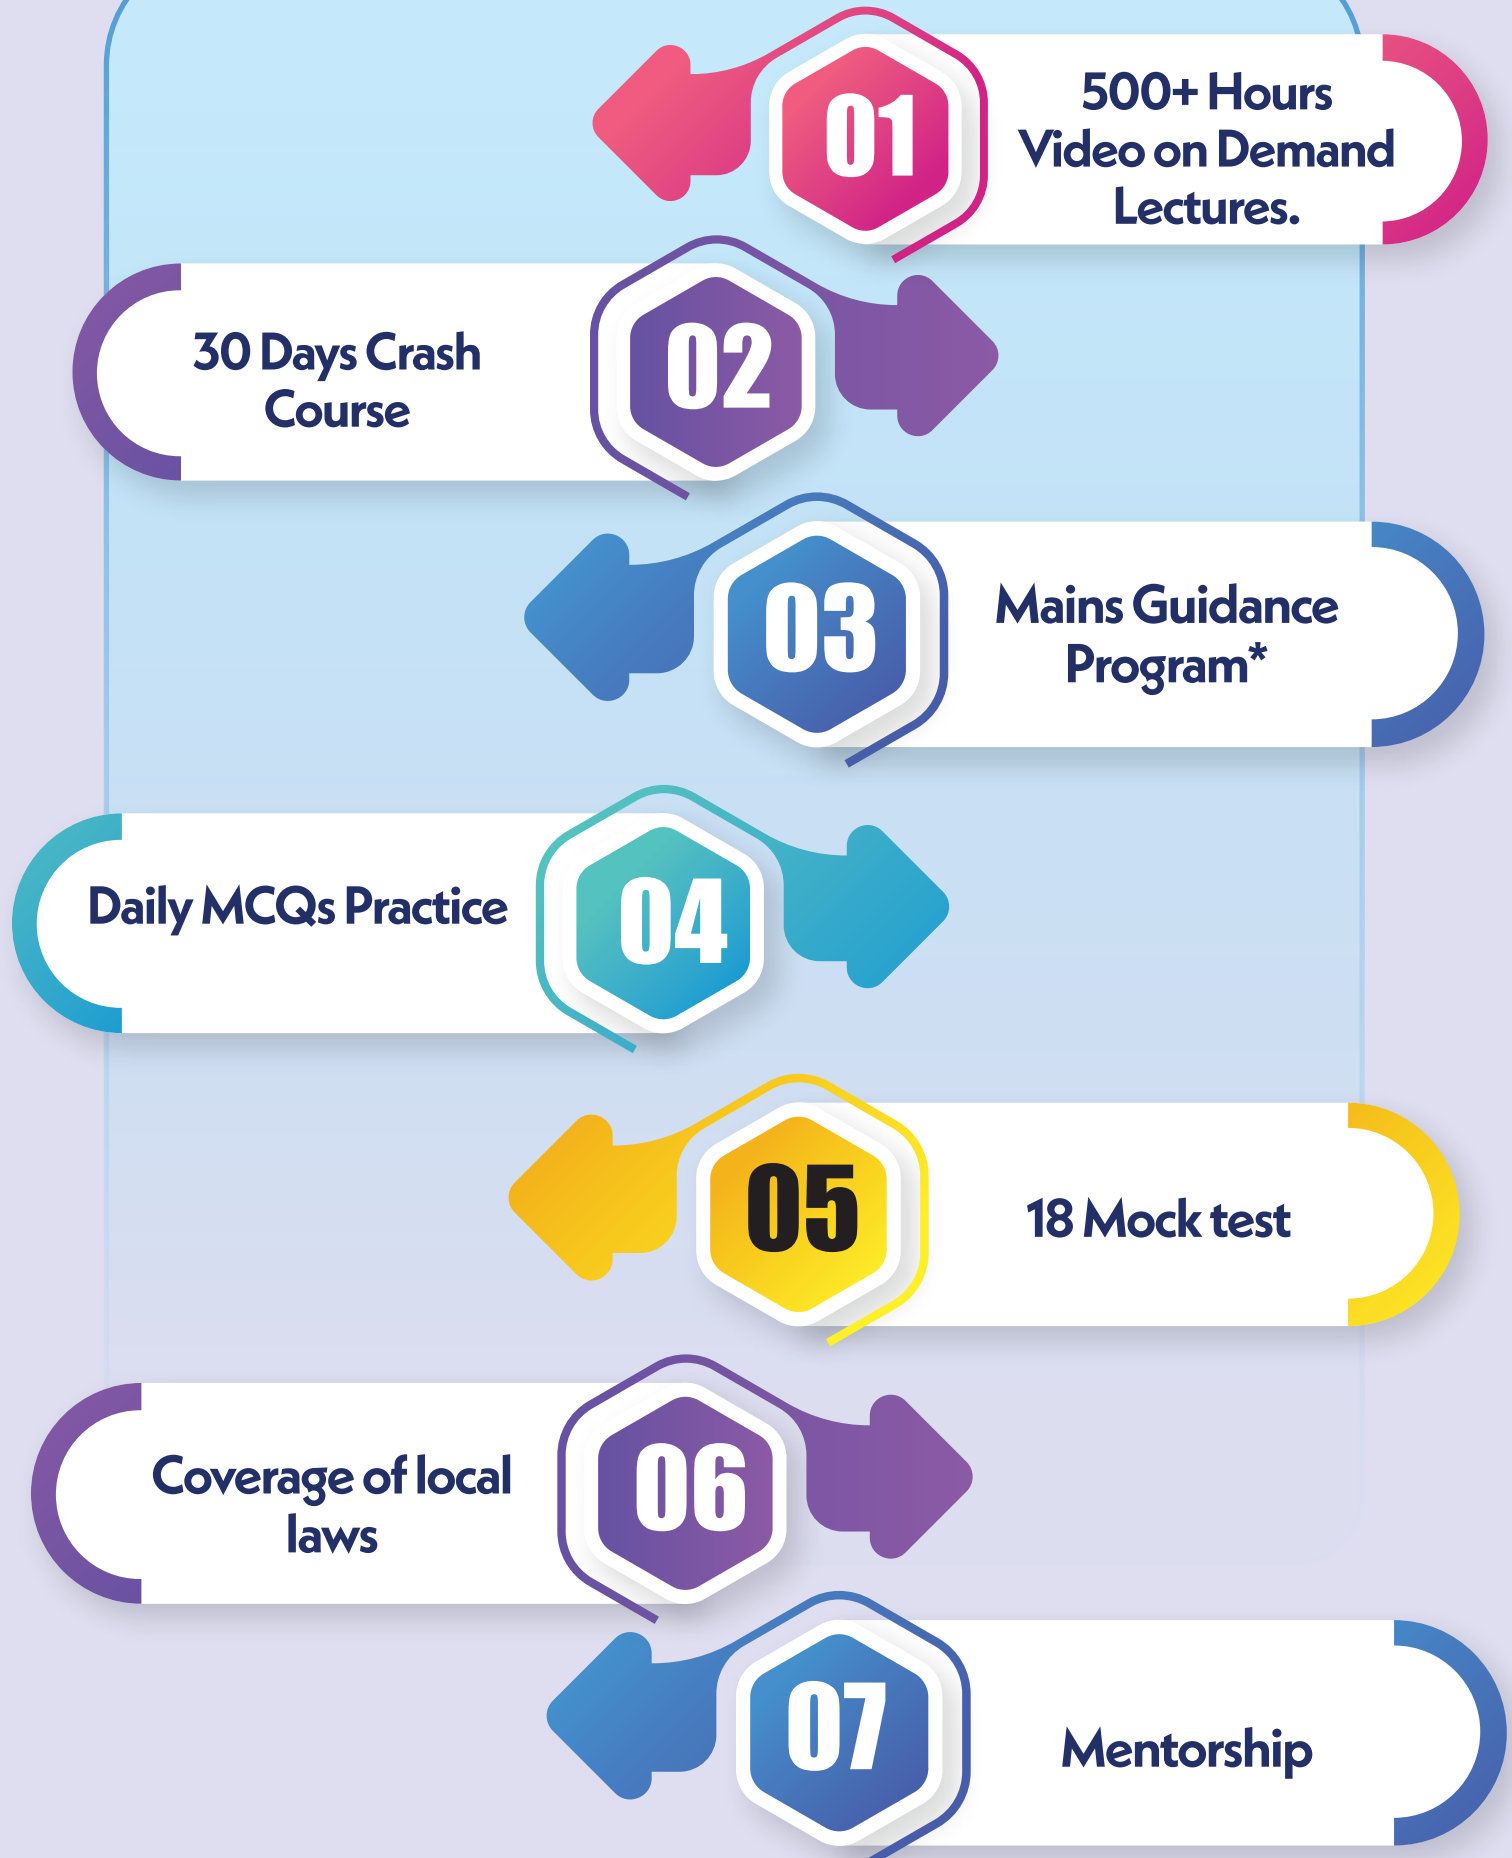 01
500+ Hours
Video on Demand
Lectures.
30 Days Crash
Course
02
03
Mains Guidance
Program*
Daily MCQs Practice
04
05
18 Mock test
Coverage of local
laws
06
07
Mentorship